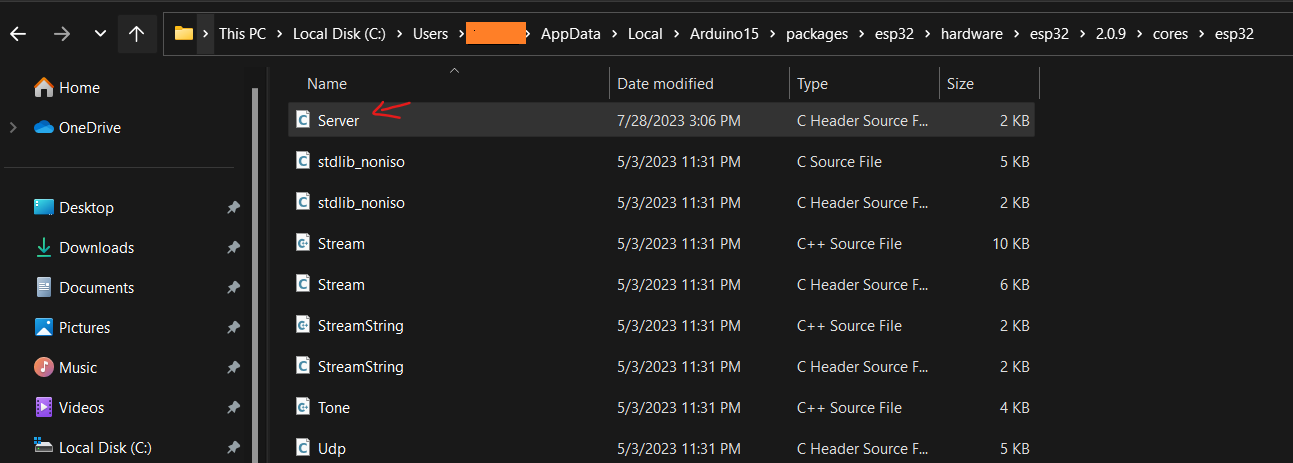 This PC > Local Disk (C:) > Users > AppData > Local > Arduino15 > packages > esp32 > hardware > esp32 > 2.0.9 > cores > esp32
Home
OneDrive
Desktop
Downloads
Documents
Pictures
Music
Videos
Local Disk (C:)
Name Date modified Type Size
Server 7/28/2023 3:06 PM C Header Source F... 2 KB
stdlib_noniso 5/3/2023 11:31 PM C Source File 5 KB
stdlib_noniso 5/3/2023 11:31 PM C Header Source F... 2 KB
Stream 5/3/2023 11:31 PM C++ Source File 10 KB
Stream 5/3/2023 11:31 PM C Header Source F... 6 KB
StreamString 5/3/2023 11:31 PM C++ Source File 2 KB
StreamString 5/3/2023 11:31 PM C Header Source F... 2 KB
Tone 5/3/2023 11:31 PM C++ Source File 4 KB
Udp 5/3/2023 11:31 PM C Header Source F... 5 KB